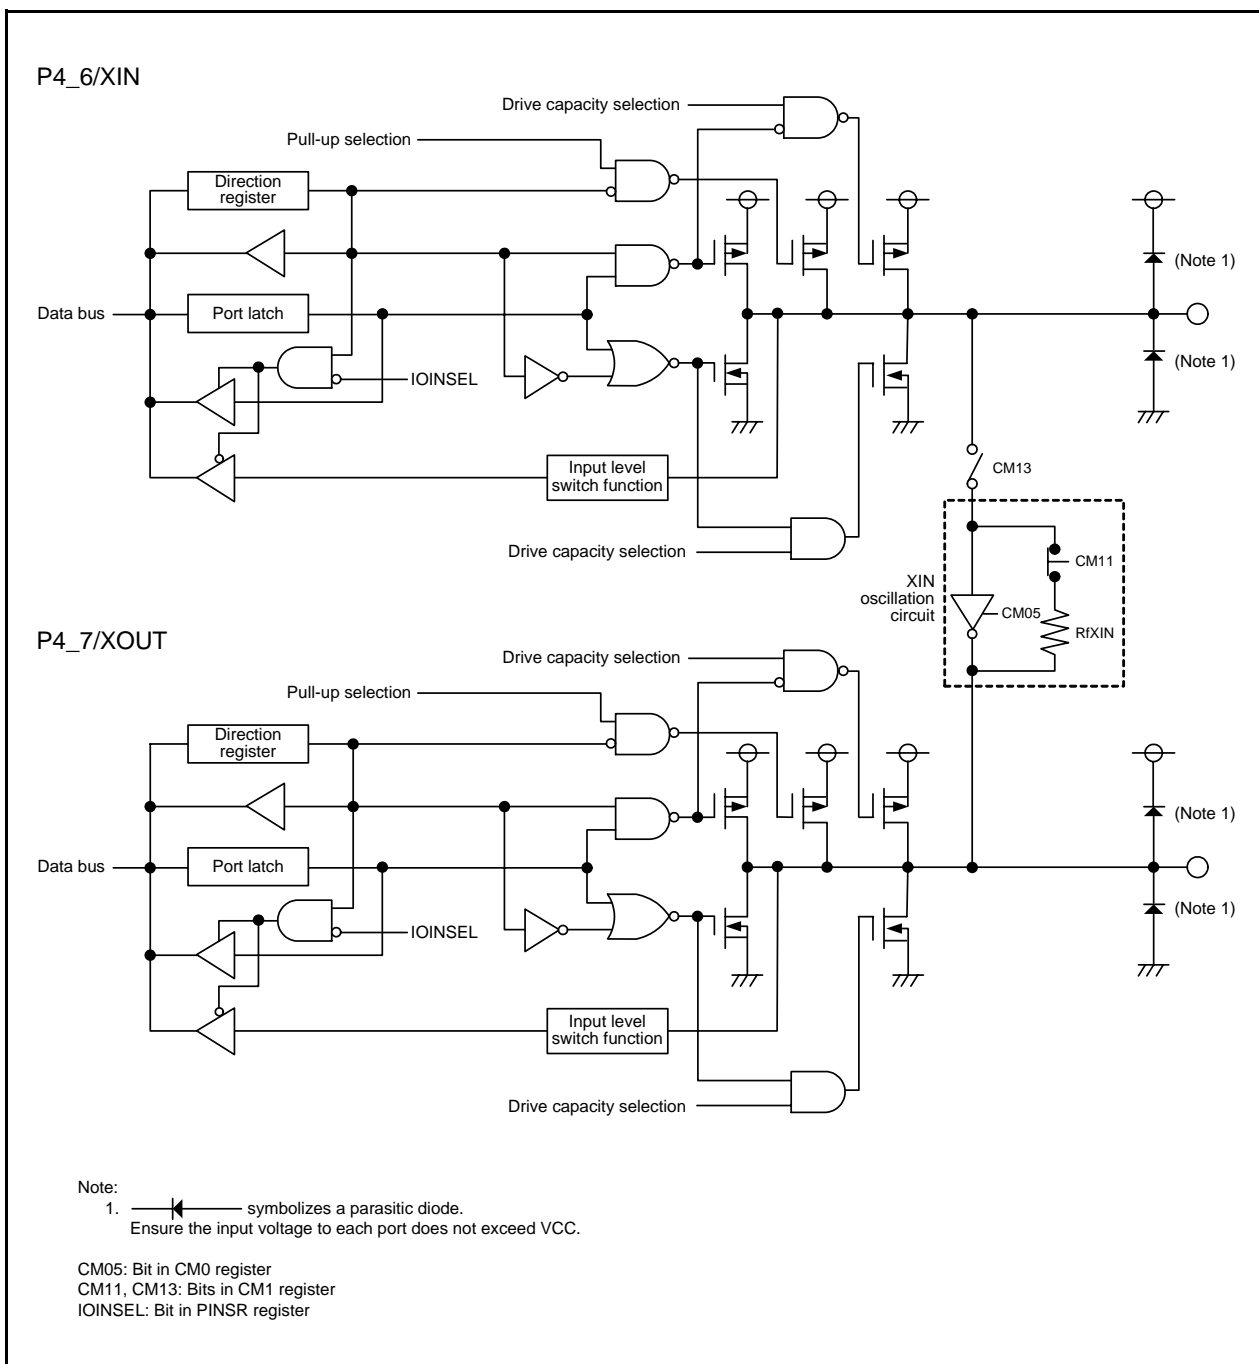 P4_6/XIN
Drive capacity selection
Pull-up selection
Direction
register
(Note 1)
Data bus
Port latch
(Note 1)
IOINSEL
Input level
switch function
CM13
Drive capacity selection
CM11
XIN
oscillation
circuit
CM05
RfXIN
P4_7/XOUT
Drive capacity selection
Pull-up selection
Direction
register
(Note 1)
Data bus
Port latch
(Note 1)
IOINSEL
Input level
switch function
Drive capacity selection
Note:
1. symbolizes a parasitic diode.
Ensure the input voltage to each port does not exceed VCC.
CM05: Bit in CM0 register
CM11, CM13: Bits in CM1 register
IOINSEL: Bit in PINSR register